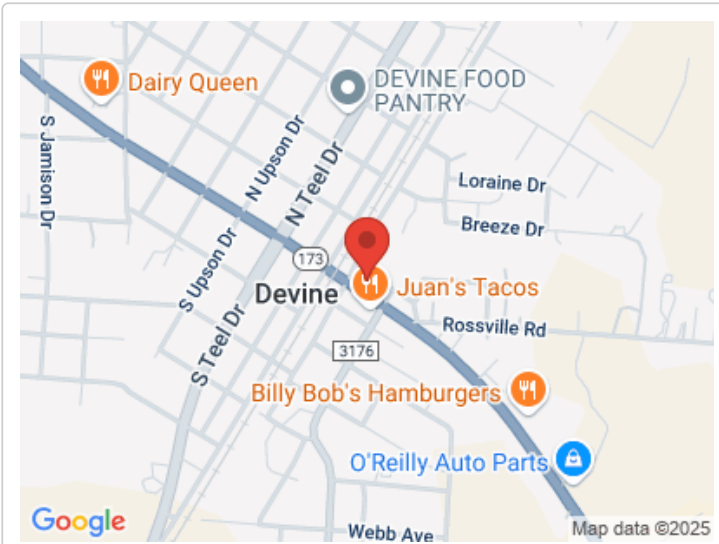 Dairy Queen
DEVINE FOOD
PANTRY
S Jamison Dr
N Upson Dr
N Teel Dr
Loraine Dr
Breeze Dr
S Upson Dr
173
Devine
Juan's Tacos
Rossville Rd
S Teel Dr
3176
Billy Bob's Hamburgers
O'Reilly Auto Parts
Google
Webb Ave
Map data ©2025